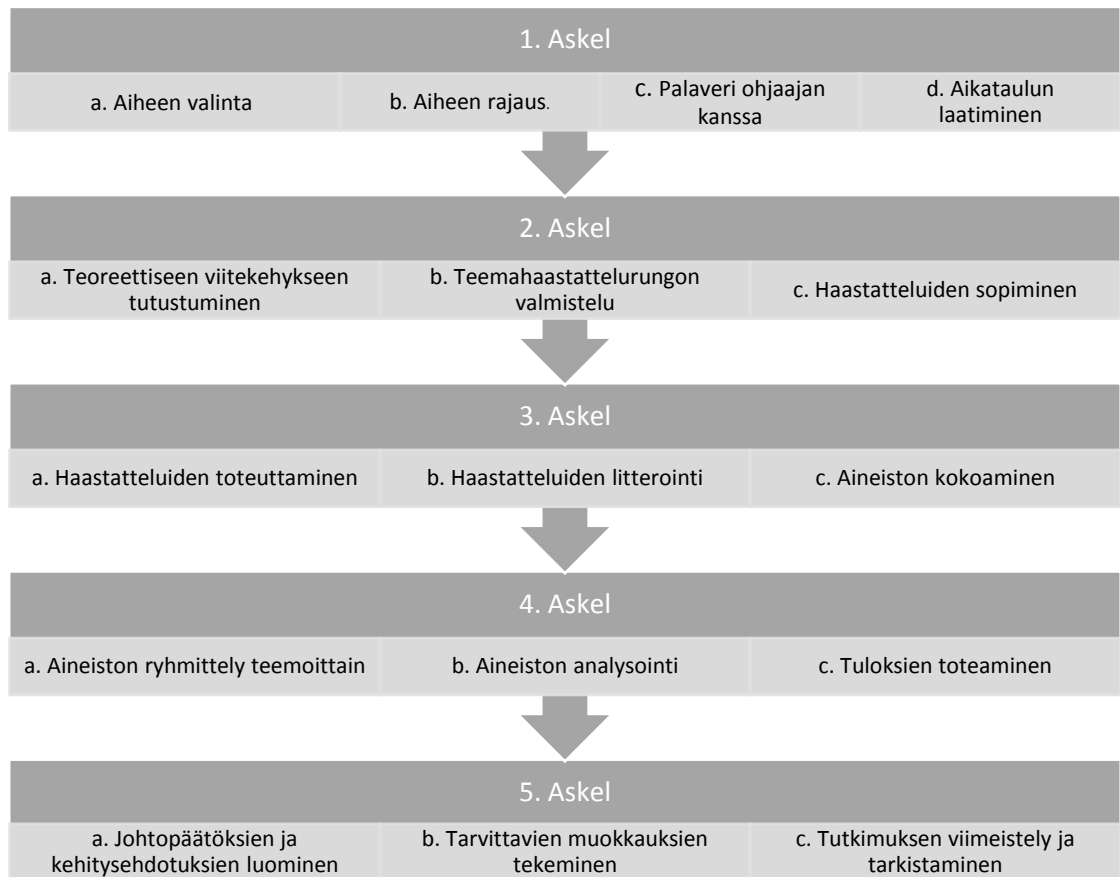 1. Askel
a. Aiheen valinta
b. Aiheen rajaus.
c. Palaveri ohjaajan
kanssa
d. Aikataulun
laatiminen
2. Askel
a. Teoreettiseen viitekehykseen
tutustuminen
b. Teemahaastattelurungon
valmistelu
c. Haastatteluiden sopiminen
3. Askel
a. Haastatteluiden toteuttaminen
b. Haastatteluiden litterointi
c. Aineiston kokoaminen
4. Askel
a. Aineiston ryhmittely teemoittain
b. Aineiston analysointi
c. Tuloksien toteaminen
5. Askel
a. Johtopäätöksien ja
kehitysehdotuksien luominen
b. Tarvittavien muokkauksien
tekeminen
c. Tutkimuksen viimeistely ja
tarkistaminen